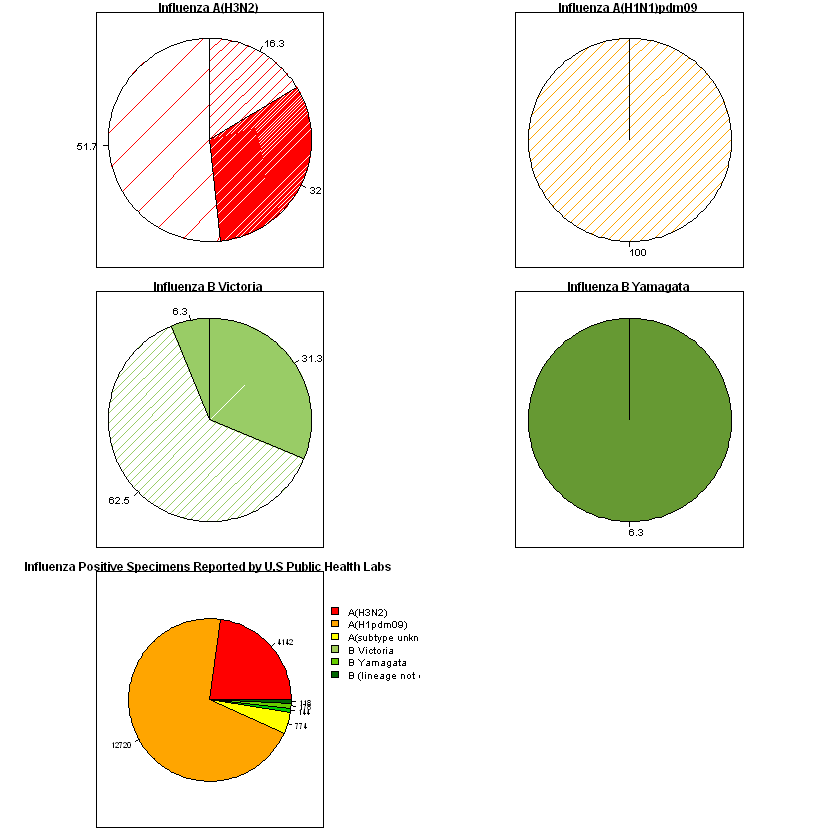 Influenza A(H3N2)
Influenza A(H1N1)pdm09
16.3
51.7
32
100
Influenza B Victoria
Influenza B Yamagata
6.3
31.3
62.5
6.3
Influenza Positive Specimens Reported by U.S Public Health Labs
A(H3N2)
A(H1pdm09)
A(subtype unkn
B Victoria
B Yamagata
B (lineage not
4142
144
774
12720